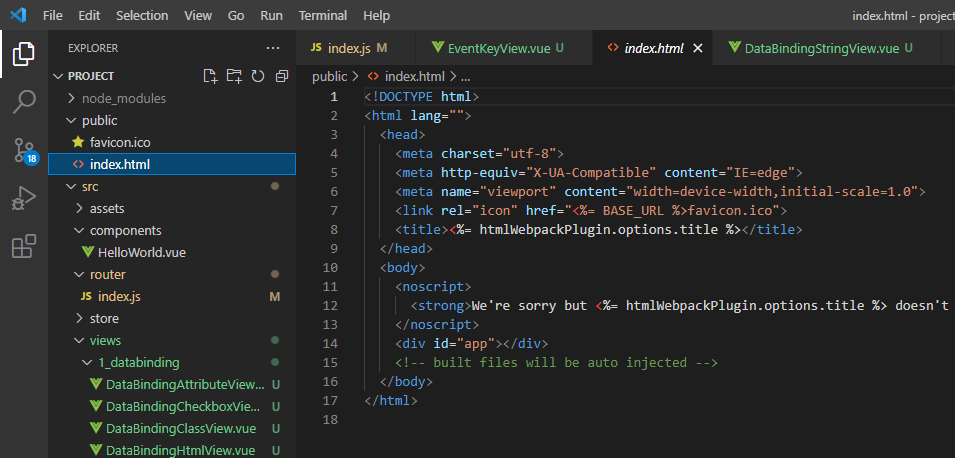 File Edit Selection View Go Run Terminal Help index.html - project
EXPLORER
PROJECT
node_modules
public
favicon.ico
index.html
src
assets
components
HelloWorld.vue
router
JS index.js M
store
views
1_databinding
DataBindingAttributeView... U
DataBindingCheckboxVie... U
DataBindingClassView.vue U
DataBindingHtmlView.vue U
18
JS index.js M EventKeyView.vue U index.html DataBindingStringView.vue U
public > index.html > ...
1 <!DOCTYPE html>
2 <html lang="">
3 <head>
4 <meta charset="utf-8">
5 <meta http-equiv="X-UA-Compatible" content="IE=edge">
6 <meta name="viewport" content="width=device-width,initial-scale=1.0">
7 <link rel="icon" href="<%= BASE_URL %>favicon.ico">
8 <title><%= htmlWebpackPlugin.options.title %></title>
9 </head>
10 <body>
11 <noscript>
12 <strong>We're sorry but <%= htmlWebpackPlugin.options.title %> doesn't
13 </noscript>
14 <div id="app"></div>
15 <!-- built files will be auto injected -->
16 </body>
17 </html>
18